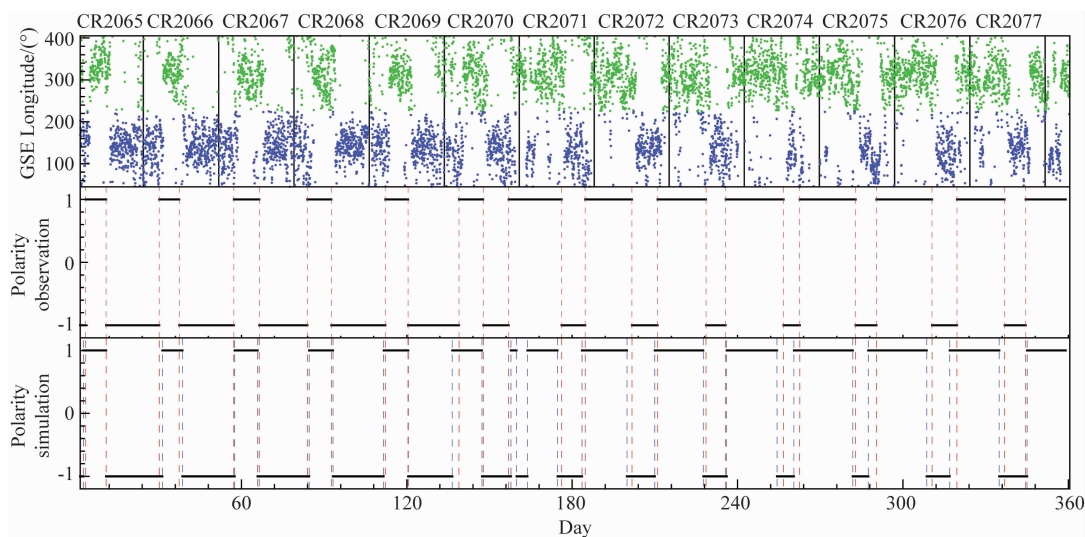 CR2065 CR2066 CR2067 CR2068 CR2069 CR2070 CR2071 CR2072 CR2073 CR2074 CR2075 CR2076 CR2077
400
300
200
100
GSE Longitude/(°)
1
0
-1
Polarity
observation
1
0
-1
Polarity
simulation
60 120 180 240 300 360
Day